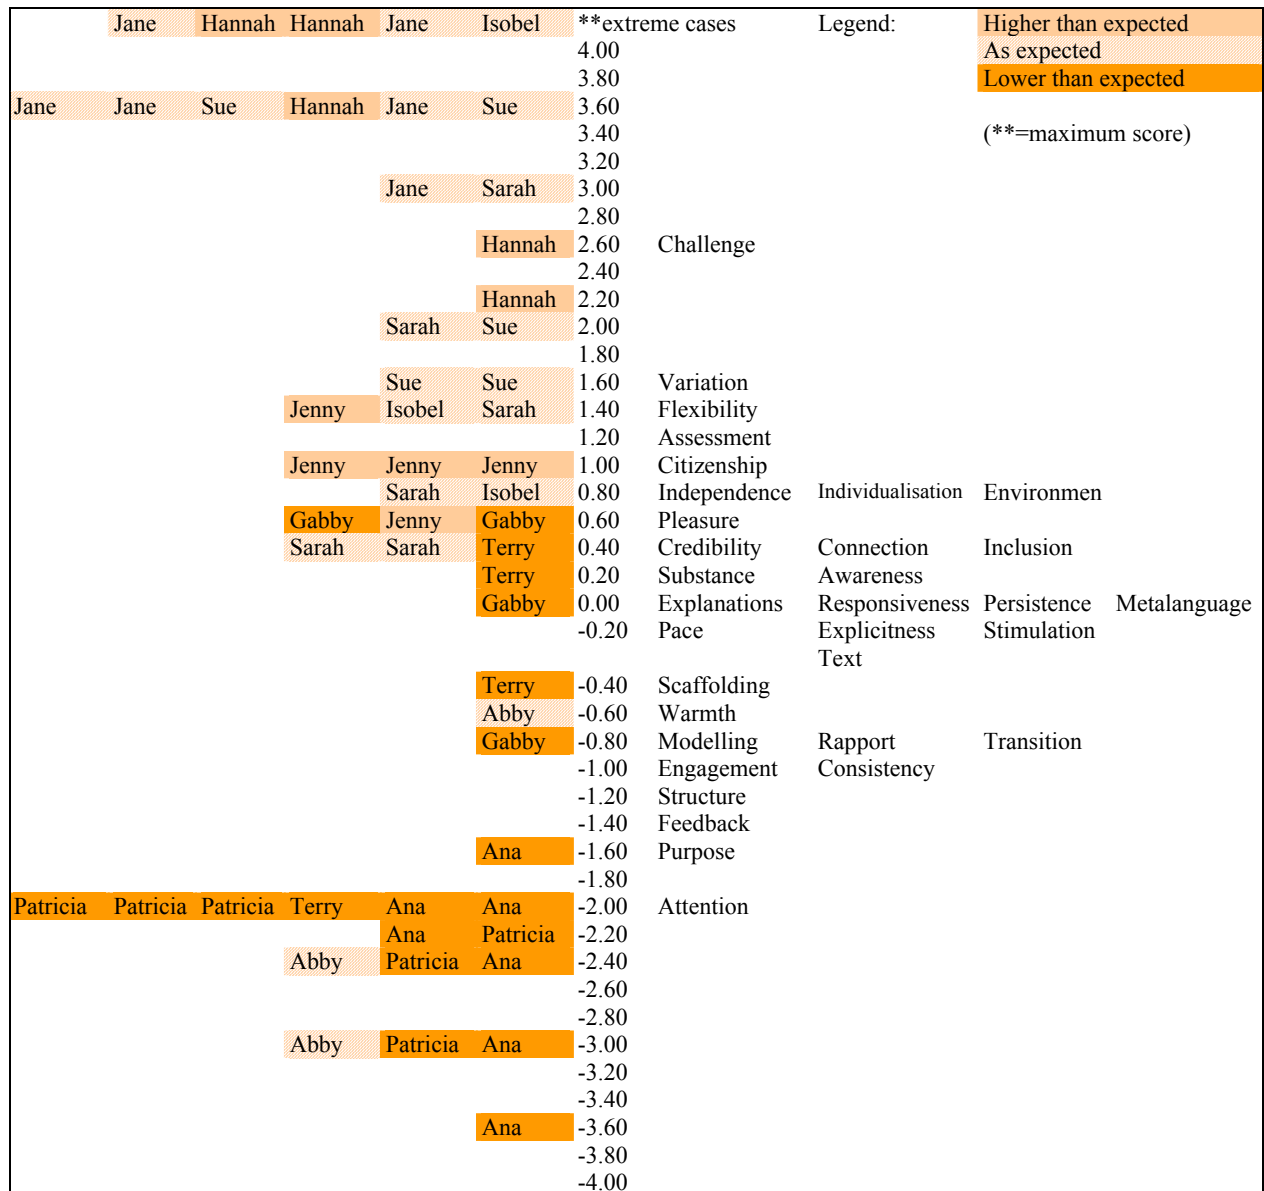 Jane Hannah Hannah Jane Isobel **extreme cases Legend: Higher than expected
4.00 As expected
3.80 Lower than expected
Jane Jane Sue Hannah Jane Sue 3.60
3.40 (**=maximum score)
3.20
Jane Sarah 3.00
2.80
Hannah 2.60 Challenge
2.40
Hannah 2.20
Sarah Sue 2.00
1.80
Sue Sue 1.60 Variation
Jenny Isobel Sarah 1.40 Flexibility
1.20 Assessment
Jenny Jenny Jenny 1.00 Citizenship
Sarah Isobel 0.80 Independence Individualisation Environmen
Gabby Jenny Gabby 0.60 Pleasure
Sarah Sarah Terry 0.40 Credibility Connection Inclusion
Terry 0.20 Substance Awareness
Gabby 0.00 Explanations Responsiveness Persistence Metalanguage
-0.20 Pace Explicitness Stimulation
Text
Terry -0.40 Scaffolding
Abby -0.60 Warmth
Gabby -0.80 Modelling Rapport Transition
-1.00 Engagement Consistency
-1.20 Structure
-1.40 Feedback
Ana -1.60 Purpose
-1.80
Patricia Patricia Patricia Terry Ana Ana -2.00 Attention
Ana Patricia -2.20
Abby Patricia Ana -2.40
-2.60
-2.80
Abby Patricia Ana -3.00
-3.20
-3.40
Ana -3.60
-3.80
-4.00